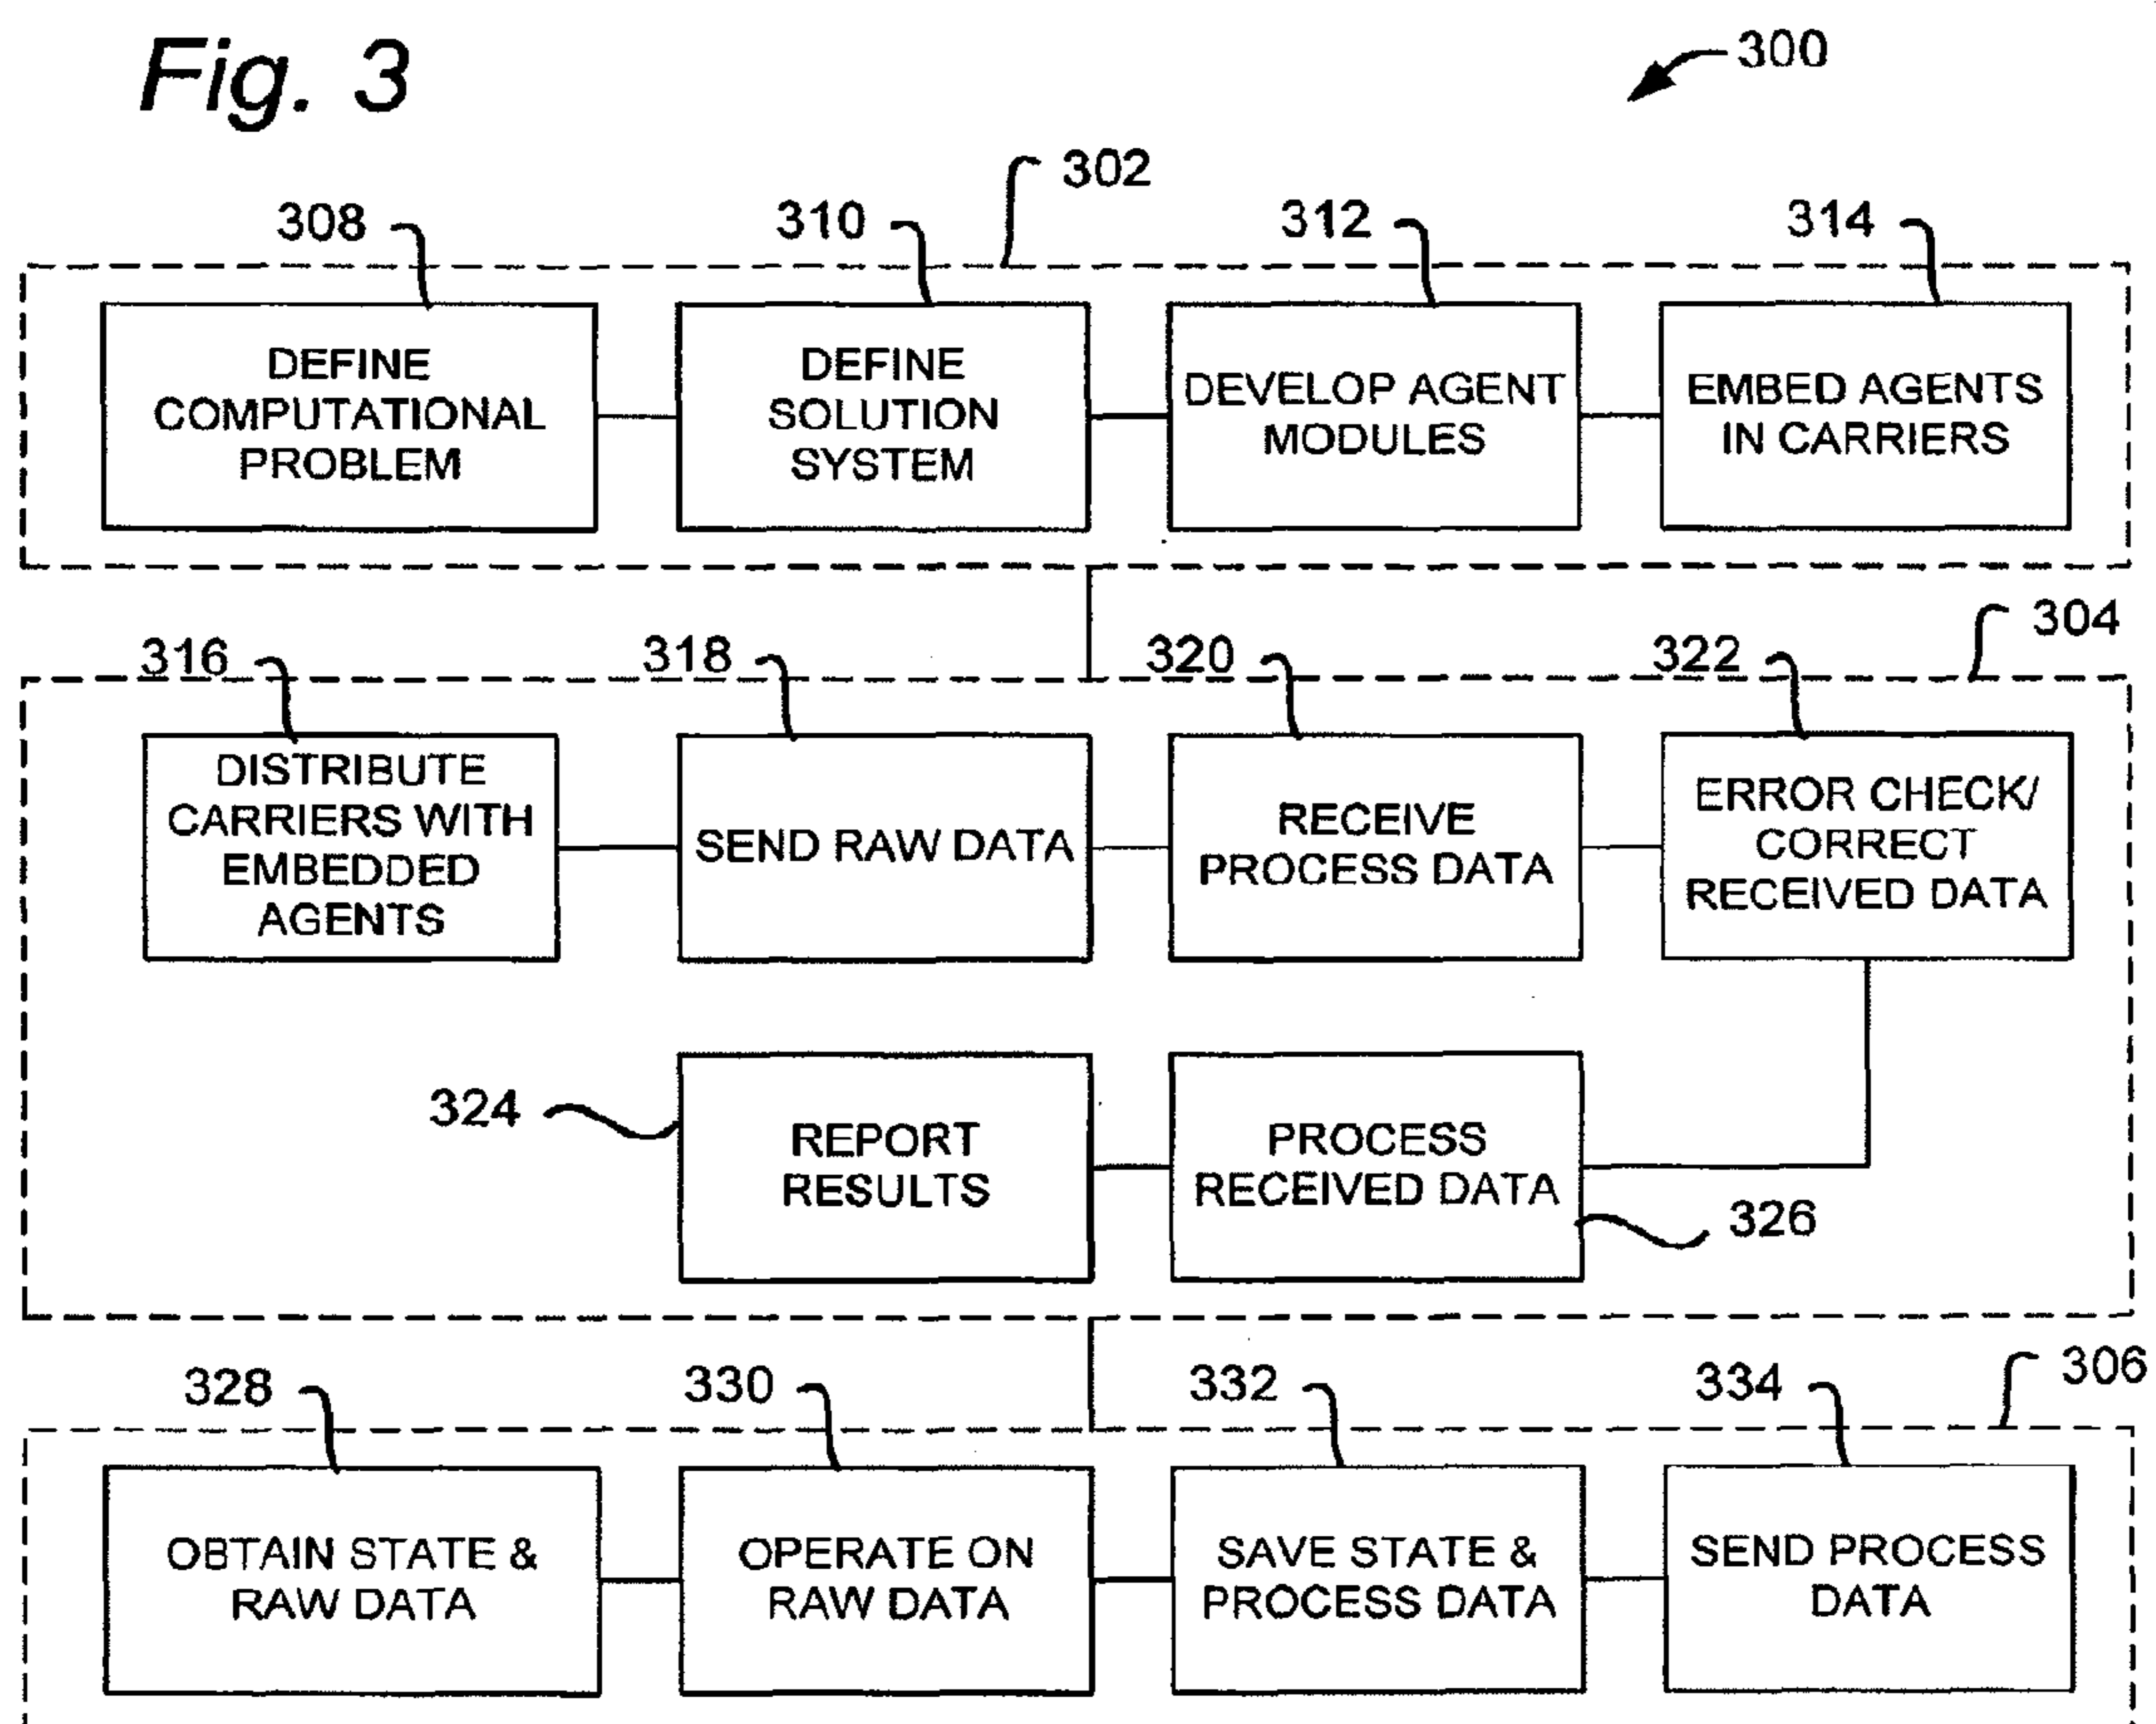 Fig. 3
300
302
308
310
312
314
DEFINE
COMPUTATIONAL
PROBLEM
DEFINE
SOLUTION
SYSTEM
DEVELOP AGENT
MODULES
EMBED AGENTS
IN CARRIERS
304
316
318
320
322
DISTRIBUTE
CARRIERS WITH
EMBEDDED
AGENTS
SEND RAW DATA
RECEIVE
PROCESS DATA
ERROR CHECK/
CORRECT
RECEIVED DATA
324
REPORT
RESULTS
PROCESS
RECEIVED DATA
326
306
328
330
332
334
OBTAIN STATE &
RAW DATA
OPERATE ON
RAW DATA
SAVE STATE &
PROCESS DATA
SEND PROCESS
DATA